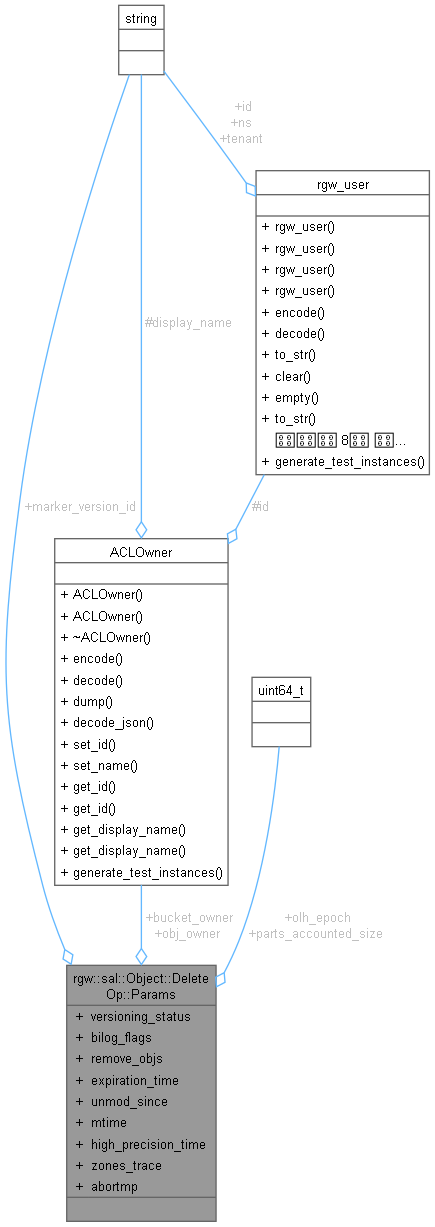 string
+id
+ns
+tenant
rgw_user
+ rgw_user()
+ rgw_user()
+ rgw_user()
+ rgw_user()
+ encode()
+ decode()
+ to_str()
+ clear()
+ empty()
+ to_str()
8 ...
+ generate_test_instances()
#display_name
+marker_version_id
#id
ACLOwner
+ ACLOwner()
+ ACLOwner()
+ ~ACLOwner()
+ encode()
+ decode()
+ dump()
+ decode_json()
+ set_id()
+ set_name()
+ get_id()
+ get_id()
+ get_display_name()
+ get_display_name()
+ generate_test_instances()
uint64_t
+bucket_owner
+obj_owner
+olh_epoch
+parts_accounted_size
rgw::sal::Object::Delete
Op::Params
+ versioning_status
+ bilog_flags
+ remove_objs
+ expiration_time
+ unmod_since
+ mtime
+ high_precision_time
+ zones_trace
+ abortmp